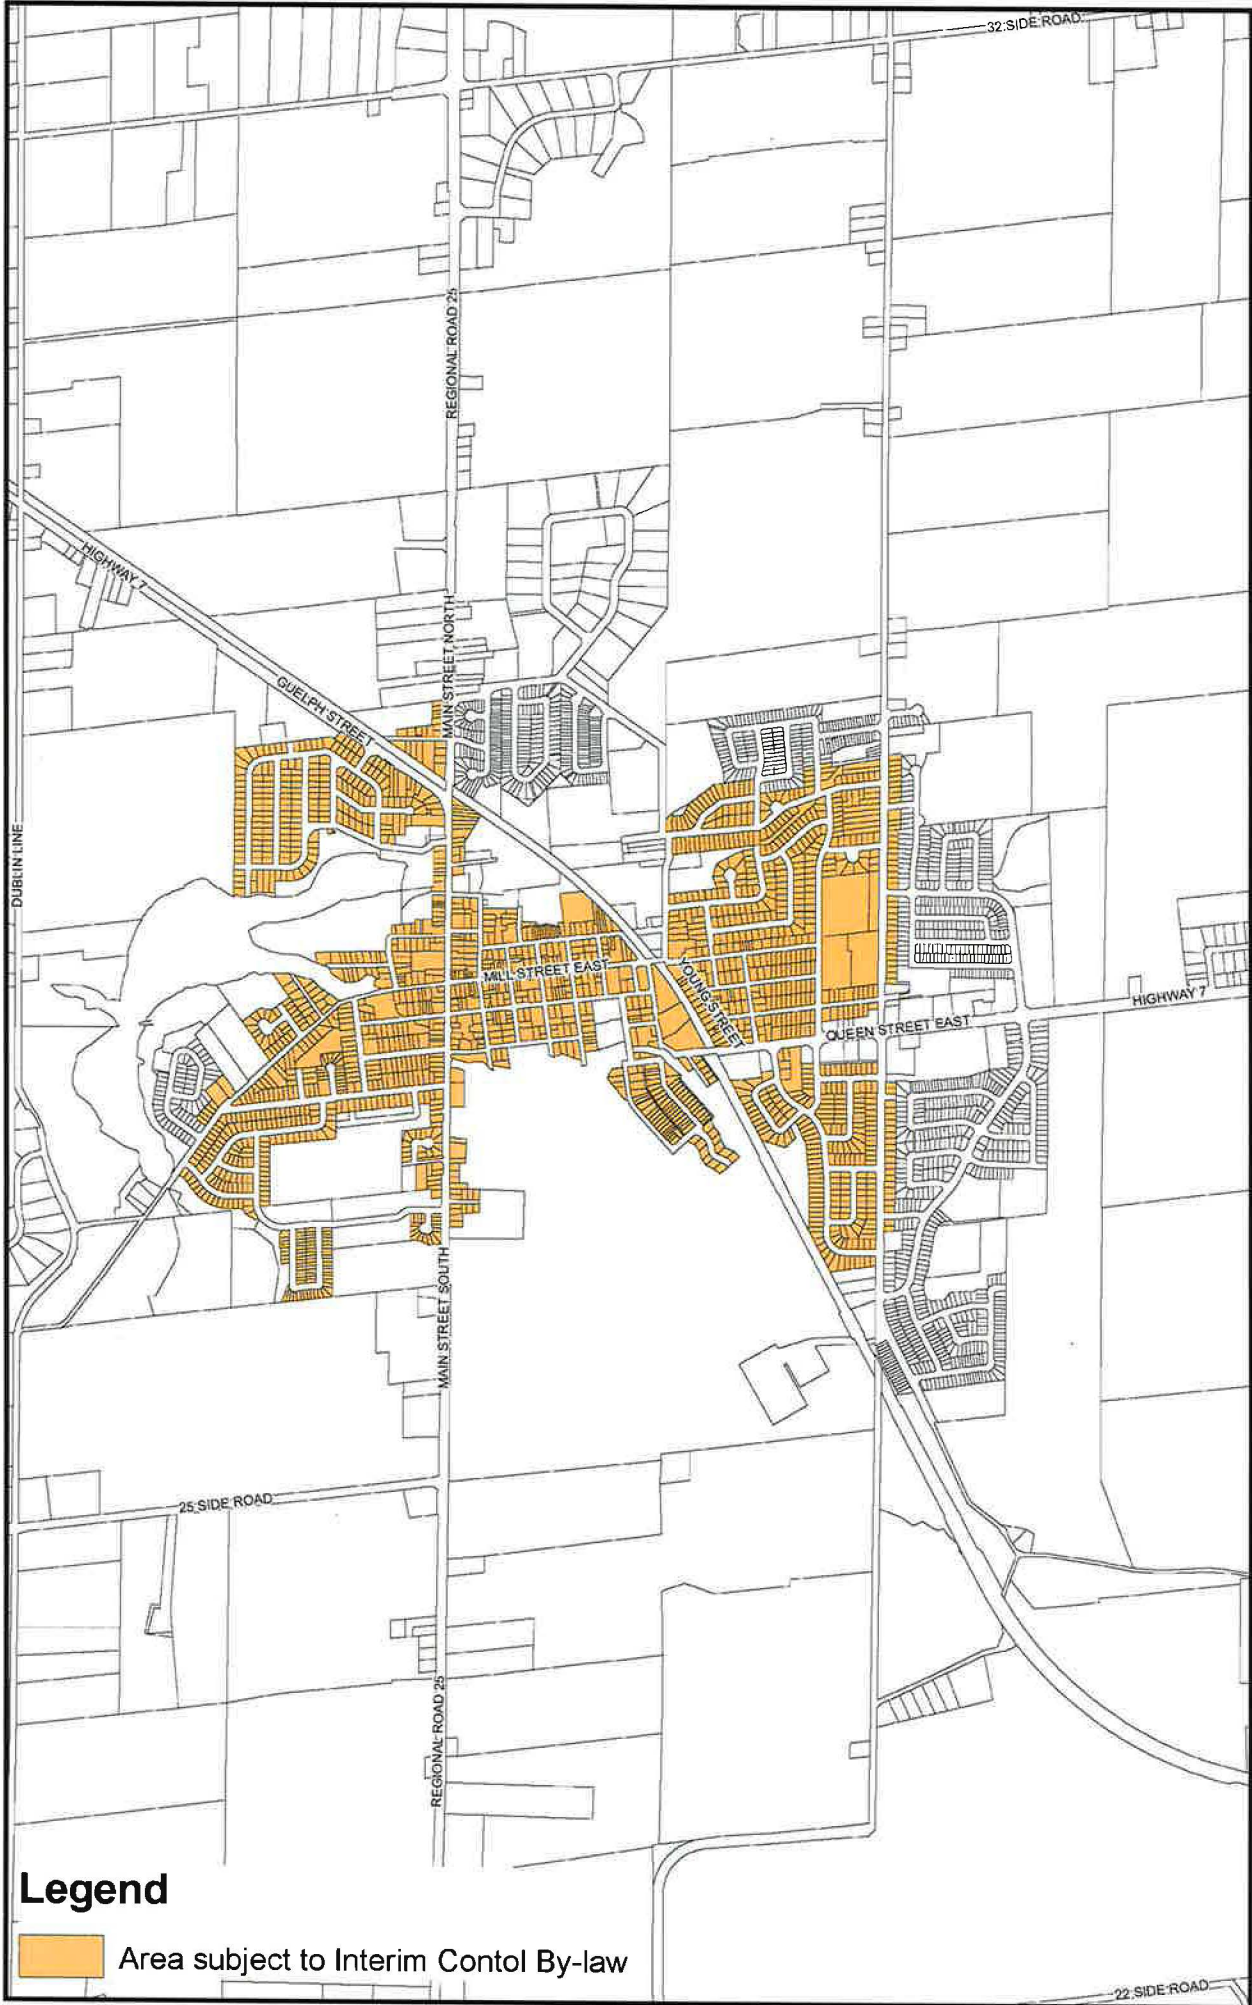 32 SIDE ROAD
REGIONAL ROAD 25
HIGHWAY 7
MAIN STREET NORTH
GUELPH STREET
DUBLIN LINE
MILL STREET EAST
YOUNG STREET
HIGHWAY 7
QUEEN STREET EAST
MAIN STREET SOUTH
25 SIDE ROAD
REGIONAL ROAD 25
Legend
Area subject to Interim Contol By-law
22 SIDE ROAD